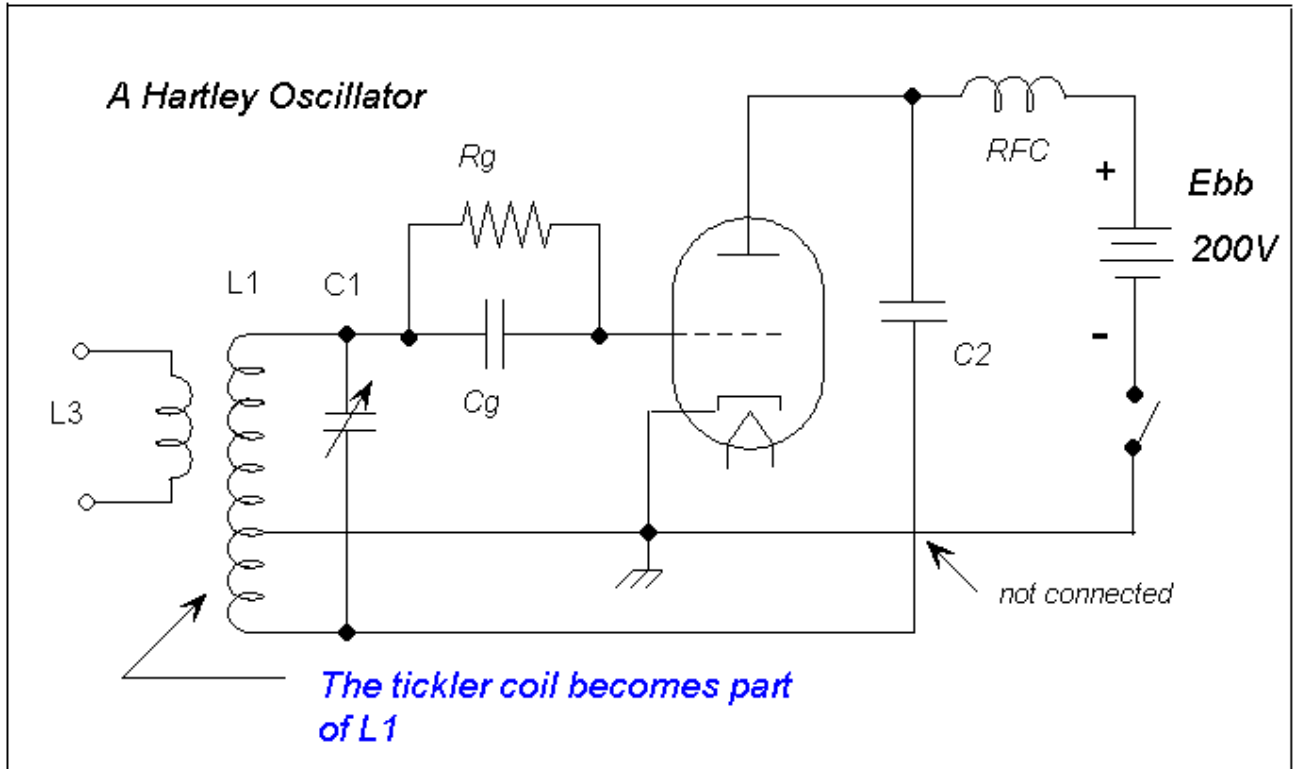 A Hartley Oscillator
Rg
RFC
+
Ebb
200V
L1
C1
-
C2
Cg
L3
not connected
The tickler coil becomes part
of L1